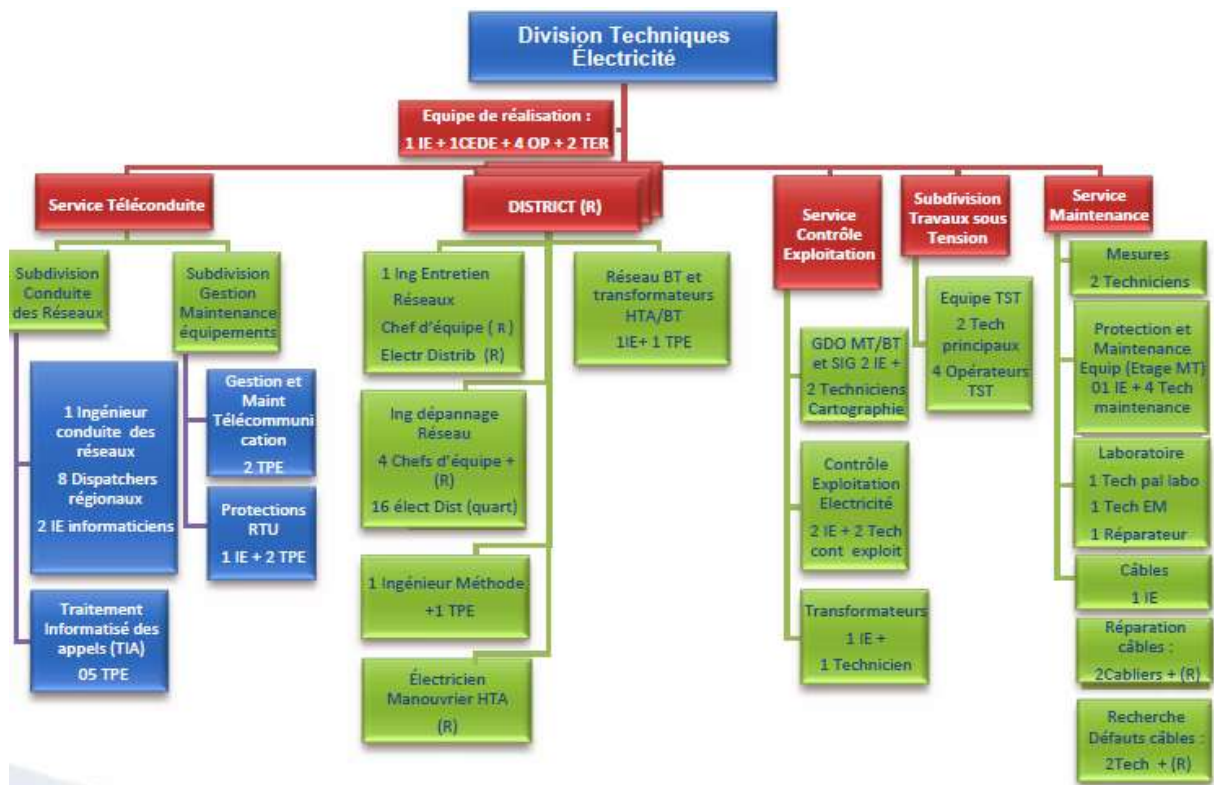 Division Techniques
Électricité
Equipe de réalisation :
1 IE + 1CEDE + 4 OP + 2 TER
Service Téléconduite
DISTRICT (R)
Service
Contrôle
Exploitation
Subdivision
Travaux sous
Tension
Service
Maintenance
Subdivision
Conduite
des Réseaux
Subdivision
Gestion
Maintenance
équipements
1 Ingénieur
conduite des
réseaux
8 Dispatchers
régionaux
2 IE informaticiens
Traitement
Informatisé des
appels (TIA)
05 TPE
Gestion et
Maint
Télécommuni
cation
2 TPE
Protections
RTU
1 IE + 2 TPE
1 Ing Entretien
Réseaux
Chef d'équipe ( R )
Electr Distrib (R)
Ing dépannage
Réseau
4 Chefs d'équipe +
(R)
16 élect Dist (quart)
1 Ingénieur Méthode
+1 TPE
Électricien
Manouvrier HTA
(R)
Réseau BT et
transformateurs
HTA/BT
1IE+ 1 TPE
GDO MT/BT
et SIG 2 IE +
2 Techniciens
Cartographie
Contrôle
Exploitation
Electricité
2 IE + 2 Tech
cont exploit
Transformateurs
1 IE +
1 Technicien
Equipe TST
2 Tech
principaux
4 Opérateurs
TST
Mesures
2 Techniciens
Protection et
Maintenance
Equip (Etage MT)
01 IE + 4 Tech
maintenance
Laboratoire
1 Tech pal labo
1 Tech EM
1 Réparateur
Câbles
1 IE
Réparation
câbles :
2Cabliers + (R)
Recherche
Défauts câbles :
2Tech + (R)